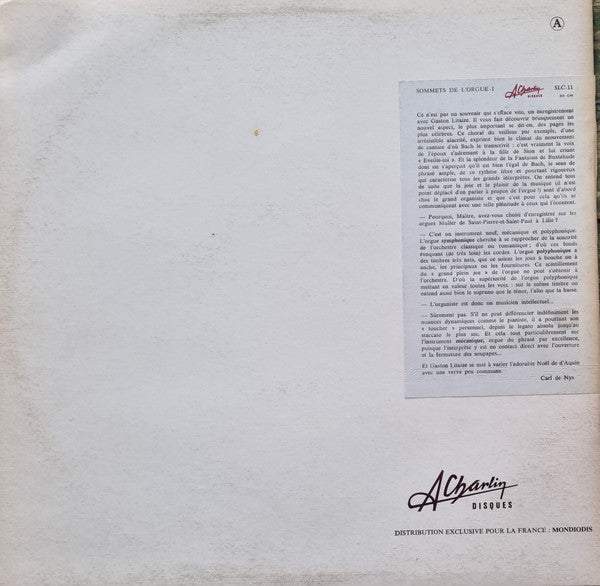 A
SOMMETS DE L'ORGUE-1 ACharlin DISQUES SLC-11
30 CM
Ce n'est pas un souvenir qui s'efface vite, un enregistrement
avec Gaston Litaize. Il vous fait découvrir brusquement un
nouvel aspect, le plus important se dit-on, des pages les
plus célèbres. Ce choral du veilleur par exemple, d'une
irrésistible alacrité, exprime bien le climat du mouvement
de cantate d'où Bach le transcrivit : c'est vraiment la voix
de l'époux s'adressant à la fille de Sion et lui criant
« Eveille-toi ». Et la splendeur de la Fantaisie de Buxtehude
dont on s'aperçoit qu'il est bien l'égal de Bach, le sens de
phrasé ample, de ce rythme libre et pourtant rigoureux
qui caractérise tous les grands interprètes. On entend tout
de suite que la joie et le plaisir de la musique (il n'est
point déplacé d'en parler à propos de l'orgue !) sont d'abord
chez le grand organiste et que c'est pour cela qu'ils se
communiquent avec une telle plénitude à ceux qui l'écoutent.
— Pourquoi, Maître, avez-vous choisi d'enregistrer sur les
orgues Muller de Saint-Pierre-et-Saint-Paul à Lille ?
— C'est un instrument neuf, mécanique et polyphonique.
L'orgue symphonique cherche à se rapprocher de la sonorité
de l'orchestre classique ou romantique ; d'où ces fonds
évoquant (de très loin) les cordes. L'orgue polyphonique a
des timbres très nets, que ce soient les jeux à bouche ou à
anche, les principaux ou les fournitures. Ce scintillement
du « grand plein jeu » de l'orgue ne peut s'obtenir à
l'orchestre. D'où la supériorité de l'orgue polyphonique
mettant en valeur toutes les voix : sur le même timbre on
entend aussi bien le soprano que le ténor, l'alto que la basse.
— L'organiste est donc un musicien intellectuel...
— Sûrement pas. S'il ne peut différencier indéfiniment les
nuances dynamiques comme le pianiste, il a pourtant son
« toucher » personnel, depuis le legato absolu jusqu'au
staccato le plus sec. Et cela tout particulièrement sur
l'instrument mécanique, orgue du phrasé par excellence,
puisque l'interprète y est en contact direct avec l'ouverture
et la fermeture des soupapes...
Et Gaston Litaize se met à varier l'adorable Noël de d'Aquin
avec une verve peu commune.
Carl de Nys
ACharlin
DISQUES
DISTRIBUTION EXCLUSIVE POUR LA FRANCE : MONDIODIS